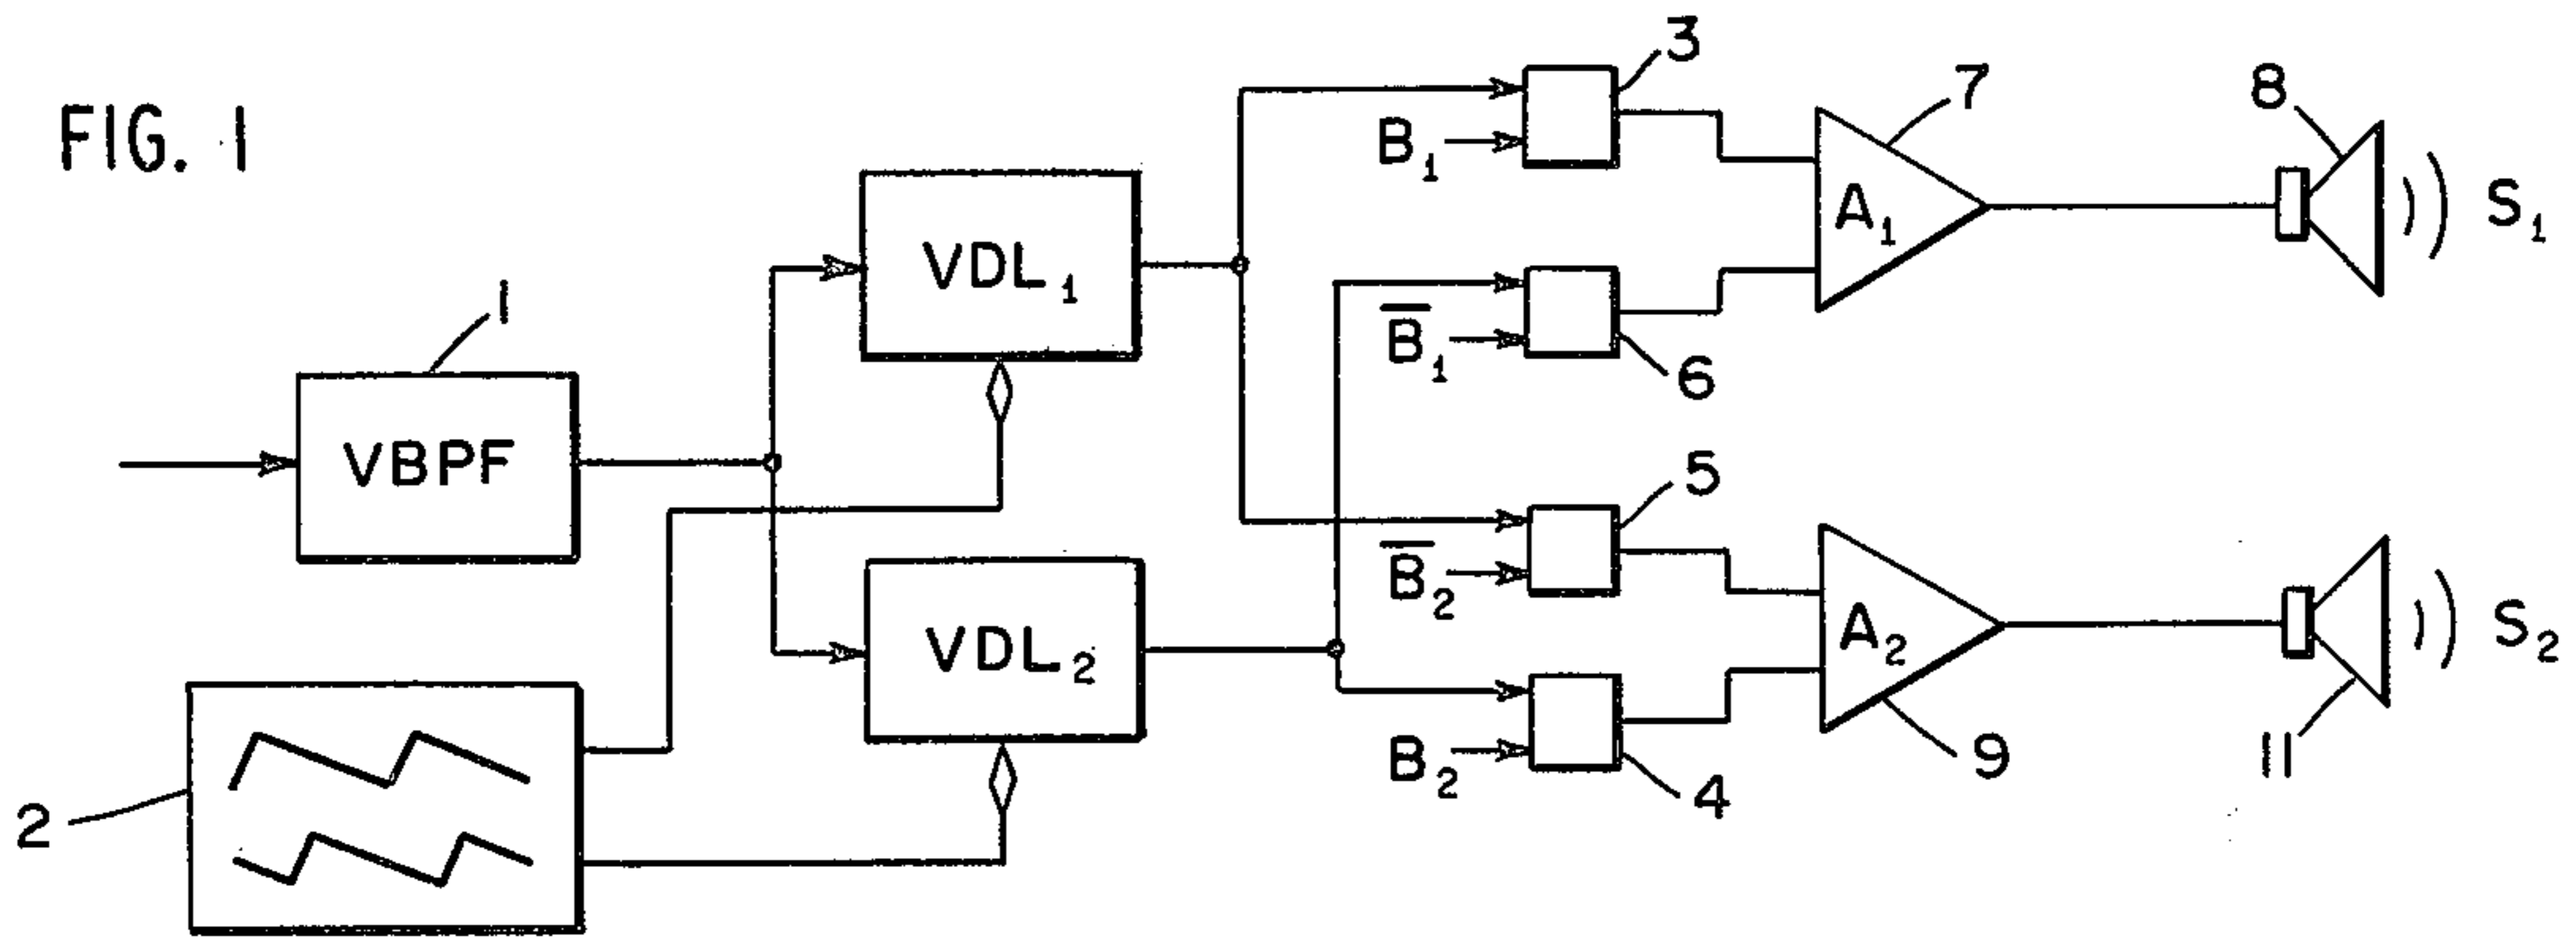 FIG. 1
1
VBPF
2
VDL₁
VDL₂
B₁
3
B̅₁
6
B̅₂
5
B₂
4
A₁
7
8
S₁
A₂
9
11
S₂